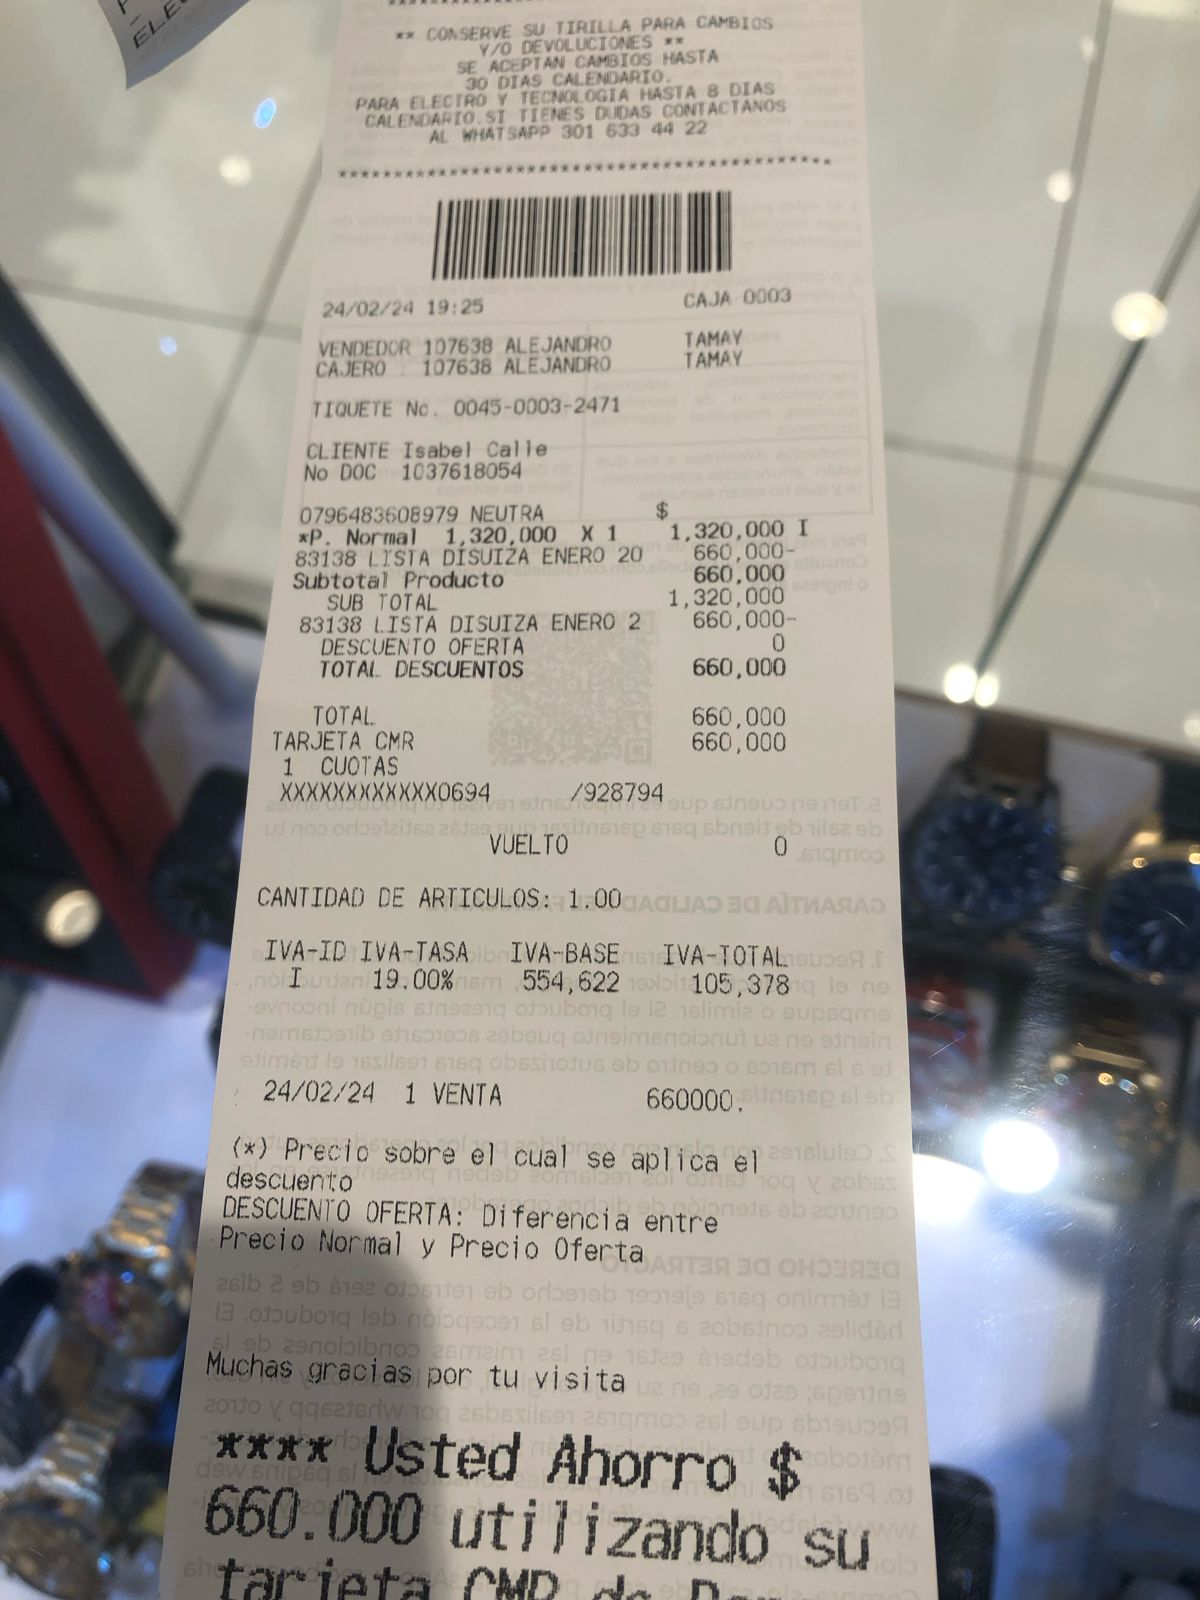 ** CONSERVE SU TIRILLA PARA CAMBIOS
Y/O DEVOLUCIONES **
SE ACEPTAN CAMBIOS HASTA
30 DIAS CALENDARIO.
PARA ELECTRO Y TECNOLOGIA HASTA 8 DIAS
CALENDARIO.SI TIENES DUDAS CONTACTANOS
AL WHATSAPP 301 633 44 22
24/02/24 19:25 CAJA 0003
VENDEDOR 107638 ALEJANDRO TAMAY
CAJERO : 107638 ALEJANDRO TAMAY
TIQUETE No. 0045-0003-2471
CLIENTE Isabel Calle
No DOC 1037618054
0796483608979 NEUTRA $
*P. Normal 1,320,000 X 1 1,320,000 I
83138 LISTA DISUIZA ENERO 20 660,000-
Subtotal Producto 660,000
SUB TOTAL 1,320,000
83138 LISTA DISUIZA ENERO 2 660,000-
DESCUENTO OFERTA 0
TOTAL DESCUENTOS 660,000
TOTAL 660,000
TARJETA CMR 660,000
1 CUOTAS
XXXXXXXXXXXX0694 /928794
VUELTO 0
CANTIDAD DE ARTICULOS: 1.00
IVA-ID IVA-TASA IVA-BASE IVA-TOTAL
I 19.00% 554,622 105,378
24/02/24 1 VENTA 660000.
(*) Precio sobre el cual se aplica el
descuento
DESCUENTO OFERTA: Diferencia entre
Precio Normal y Precio Oferta
Muchas gracias por tu visita
**** Usted Ahorro $
660.000 utilizando su
tarjeta CMR de